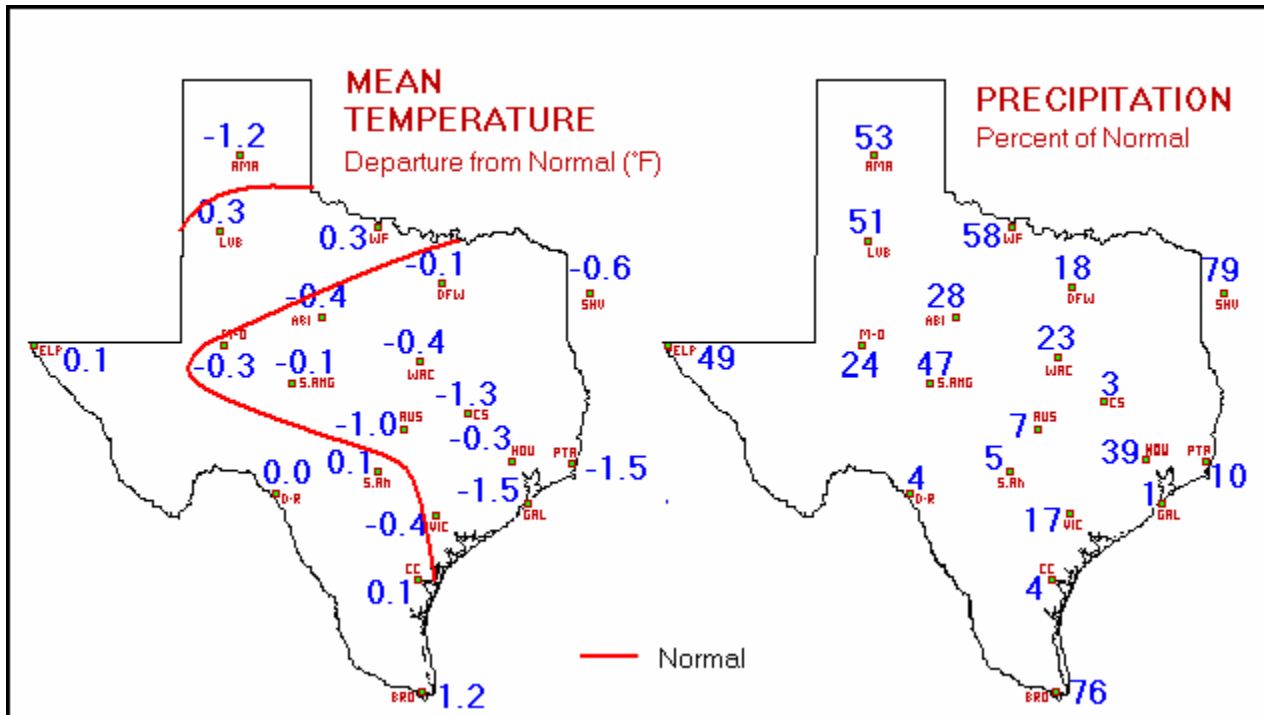 MEAN
TEMPERATURE
Departure from Normal (°F)
-1.2
AMA
0.3
LUB
0.3
WF
-0.1
DFW
-0.6
SHV
-0.4
ABI
M-O
-0.3
ELP
0.1
-0.1
S.ANG
-0.4
WAC
-1.3
CS
AUS
-1.0
-0.3
HOU
PTA
-1.5
0.1
S.An
0.0
D-R
-1.5
GAL
-0.4
VIC
CC
0.1
BRO
1.2
Normal
PRECIPITATION
Percent of Normal
53
AMA
51
LUB
58
WF
18
DFW
79
SHV
28
ABI
M-O
24
ELP
49
47
S.ANG
23
WAC
3
CS
AUS
7
39
HOU
PTA
10
5
S.An
4
D-R
1
GAL
17
VIC
CC
4
BRO
76